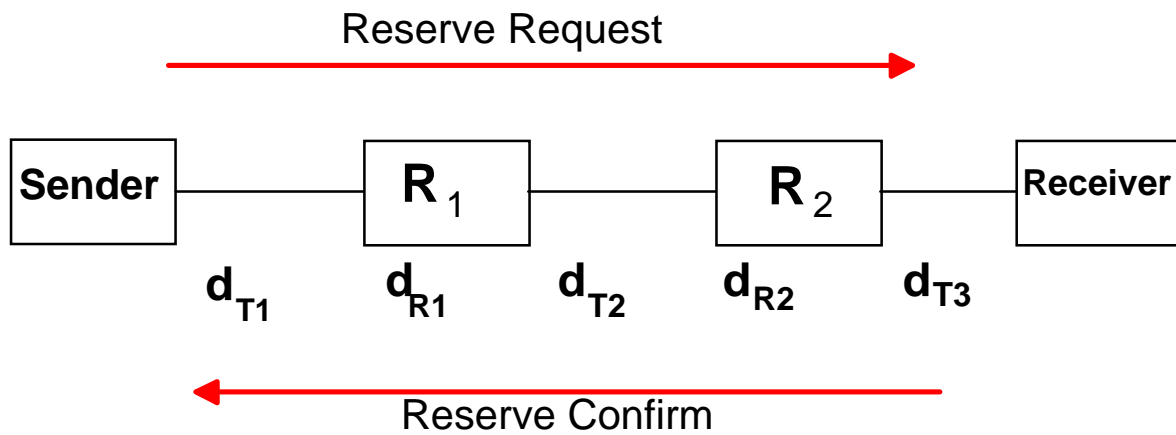 Reserve Request
Sender
R 1
R 2
Receiver
dT1
dR1
dT2
dR2
dT3
Reserve Confirm